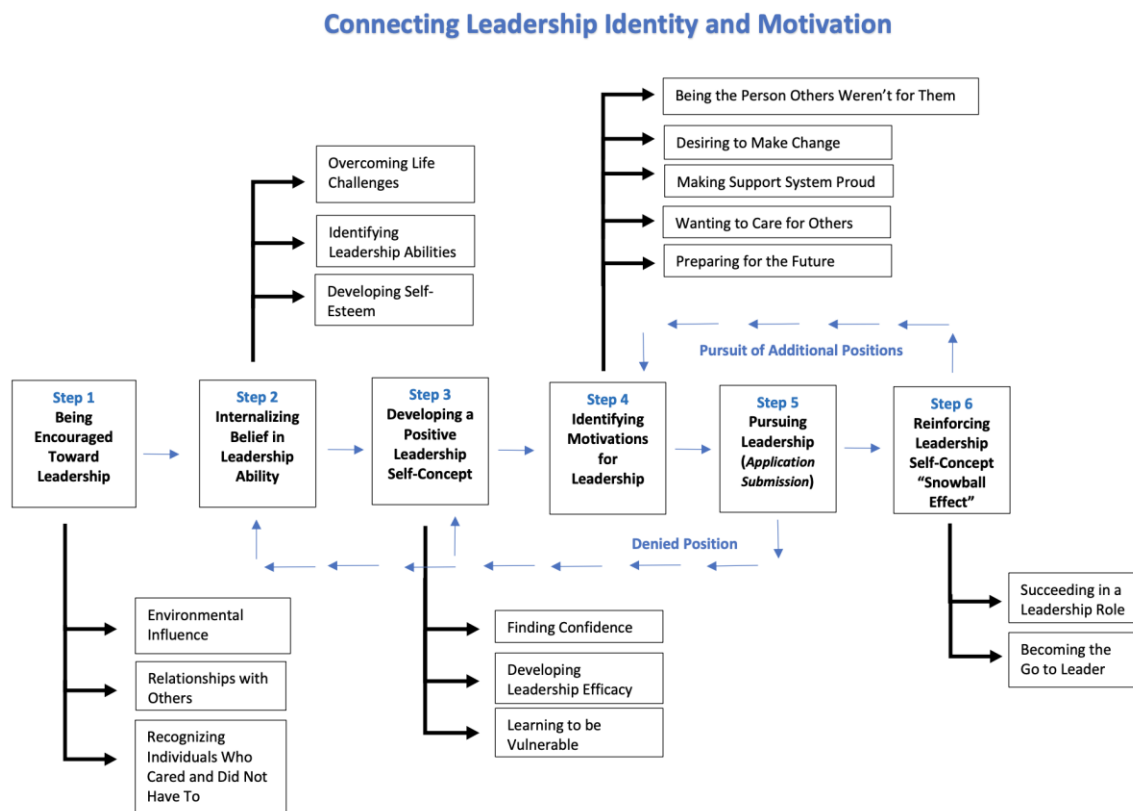 Connecting Leadership Identity and Motivation
Being the Person Others Weren’t for Them
Desiring to Make Change
Making Support System Proud
Wanting to Care for Others
Preparing for the Future
Overcoming Life
Challenges
Identifying
Leadership Abilities
Developing Self-
Esteem
Pursuit of Additional Positions
Step 1
Being
Encouraged
Toward
Leadership
Step 2
Internalizing
Belief in
Leadership
Ability
Step 3
Developing a
Positive
Leadership
Self-Concept
Step 4
Identifying
Motivations for
Leadership
Step 5
Pursuing
Leadership
(Application
Submission)
Step 6
Reinforcing
Leadership
Self-Concept
“Snowball
Effect”
Denied Position
Environmental
Influence
Relationships with
Others
Recognizing
Individuals Who
Cared and Did Not
Have To
Finding Confidence
Developing
Leadership Efficacy
Learning to be
Vulnerable
Succeeding in a
Leadership Role
Becoming the
Go to Leader